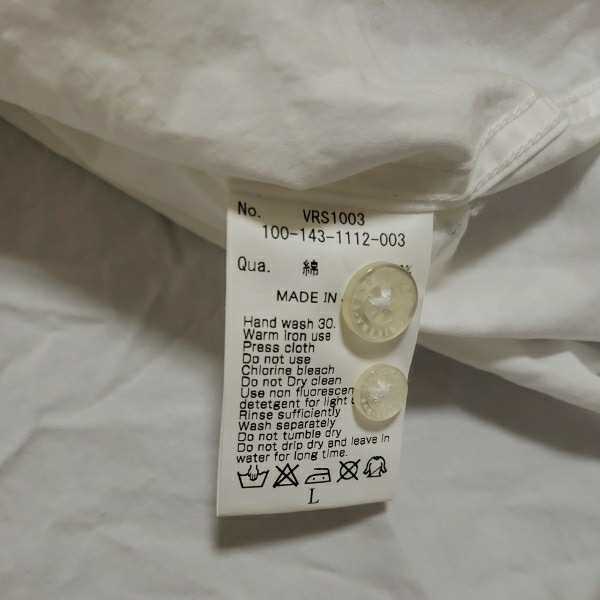 No. VRS1003
100-143-1112-003
Qua. 綿 %
MADE IN
Hand wash 30.
Warm iron use
Press cloth
Do not use
Chlorine bleach
Do not Dry clean
Use non fluorescen
detetgent for light
Rinse sufficiently
Wash separately
Do not tumble dry
Do not drip dry and leave in
water for long time.
L